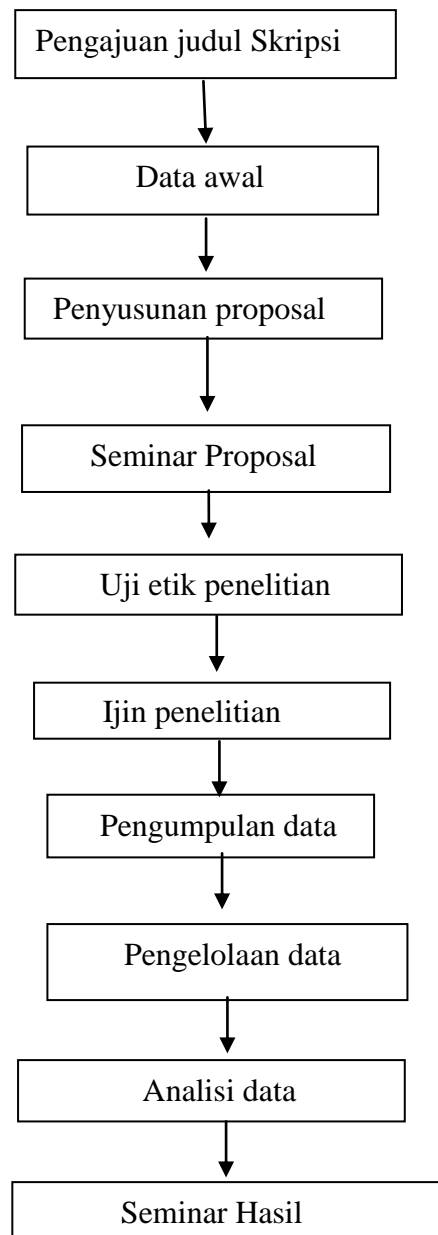 Pengajuan judul Skripsi
Data awal
Penyusunan proposal
Seminar Proposal
Uji etik penelitian
Ijin penelitian
Pengumpulan data
Pengelolaan data
Analisi data
Seminar Hasil